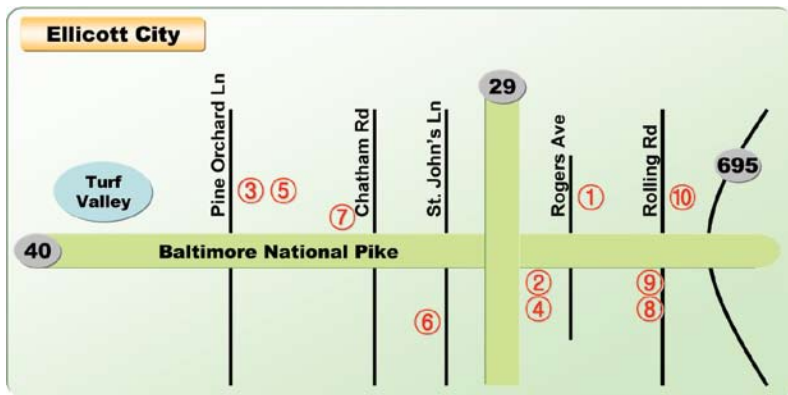 Ellicott City
29
Pine Orchard Ln
Chatham Rd
St. John's Ln
Rogers Ave
Rolling Rd
695
Turf
Valley
③ ⑤
⑦
①
⑩
40
Baltimore National Pike
②
④
⑥
⑨
⑧